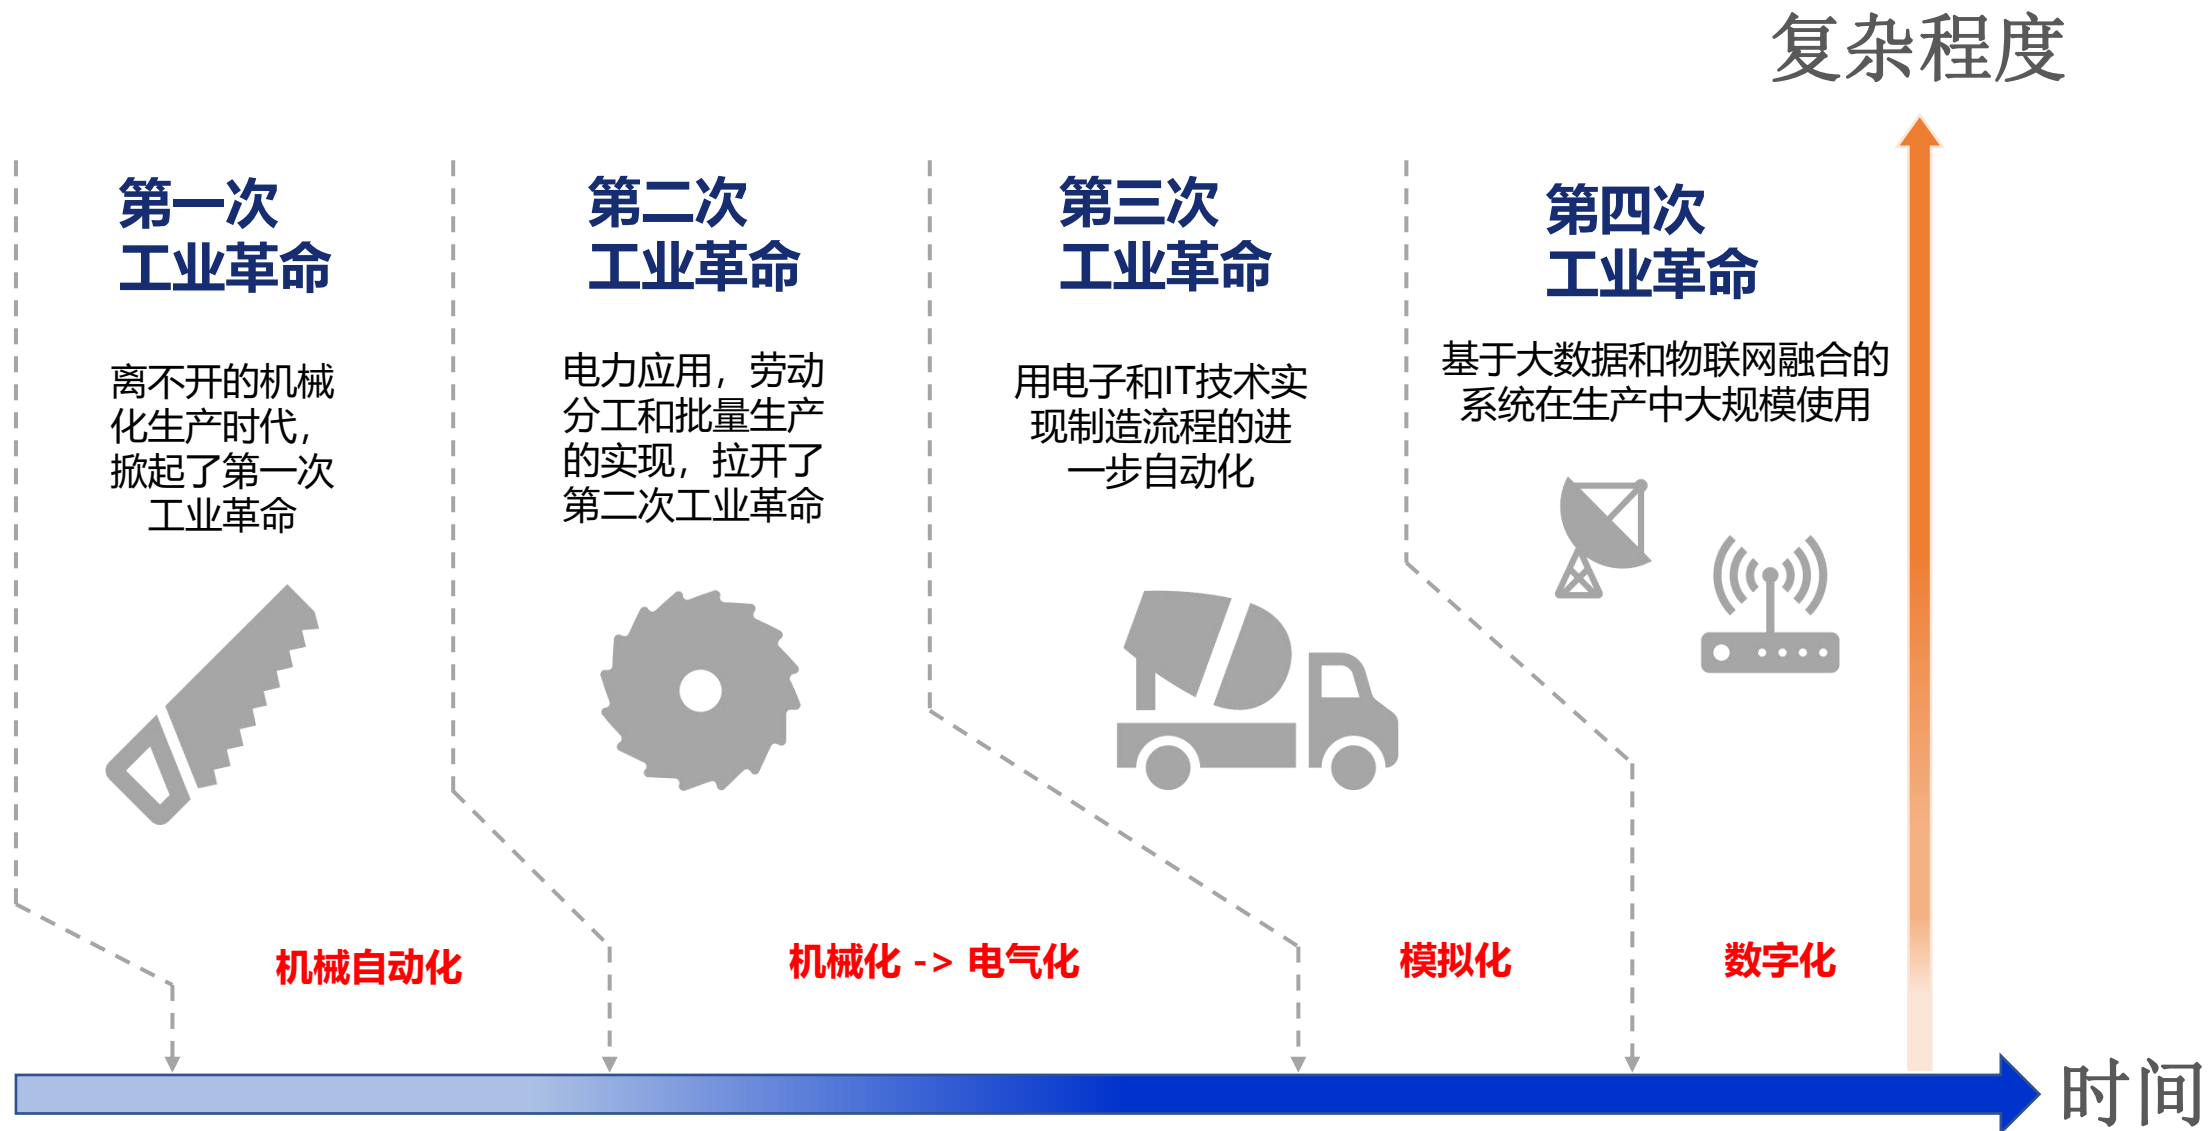 复杂程度
第一次
工业革命
离不开的机械
化生产时代，
掀起了第一次
工业革命
第二次
工业革命
电力应用，劳动
分工和批量生产
的实现，拉开了
第二次工业革命
第三次
工业革命
用电子和IT技术实
现制造流程的进
一步自动化
第四次
工业革命
基于大数据和物联网融合的
系统在生产中大规模使用
机械自动化
机械化 -> 电气化
模拟化
数字化
时间